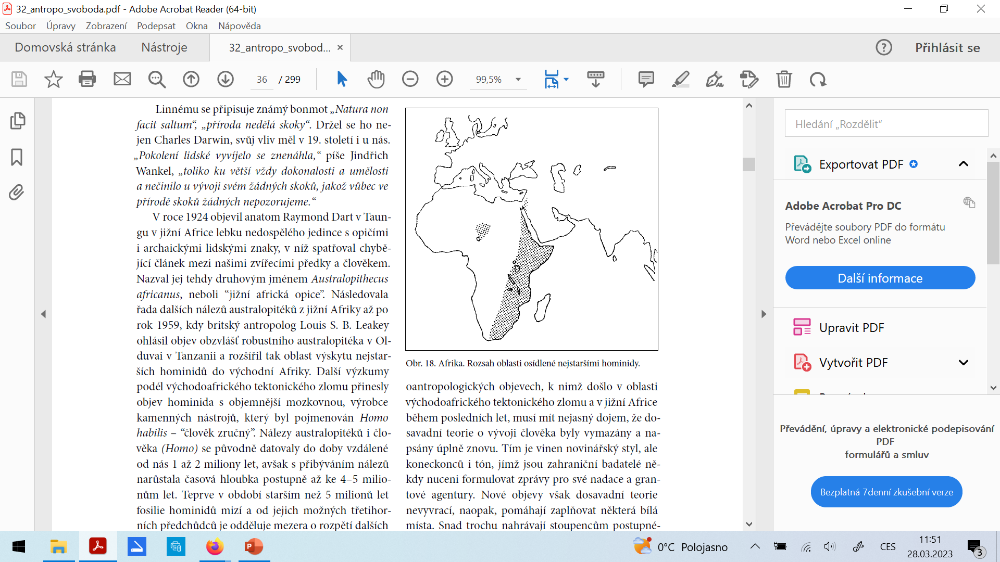 32_antropo_svoboda.pdf - Adobe Acrobat Reader (64-bit)
Soubor Úpravy Zobrazení Podepsat Okna Nápověda
Domovská stránka Nástroje 32_antropo_svobod... × Přihlásit se
36 / 299 99,5%
Linnému se připisuje známý bonmot „Natura non
facit saltum“, „příroda nedělá skoky“. Držel se ho ne-
jen Charles Darwin, svůj vliv měl v 19. století i u nás.
„Pokolení lidské vyvíjelo se znenáhla,“ píše Jindřich
Wankel, „toliko ku větší vždy dokonalosti a umělosti
a nečinilo u vývoji svém žádných skoků, jakož vůbec ve
přírodě skoků žádných nepozorujeme.“
V roce 1924 objevil anatom Raymond Dart v Taun-
gu v jižní Africe lebku nedospělého jedince s opičími
i archaickými lidskými znaky, v níž spatřoval chybě-
jící článek mezi našimi zvířecími předky a člověkem.
Nazval jej tehdy druhovým jménem Australopithecus
africanus, neboli “jižní africká opice”. Následovala
řada dalších nálezů australopitéků z jižní Afriky až po
rok 1959, kdy britský antropolog Louis S. B. Leakey
ohlásil objev obzvlášť robustního australopitéka v Ol-
duvai v Tanzanii a rozšířil tak oblast výskytu nejstar-
ších hominidů do východní Afriky. Další výzkumy
podél východoafrického tektonického zlomu přinesly
objev hominida s objemnější mozkovnou, výrobce
kamenných nástrojů, který byl pojmenován Homo
habilis – “člověk zručný”. Nálezy australopitéků i člo-
věka (Homo) se původně datovaly do doby vzdálené
od nás 1 až 2 miliony let, avšak s přibýváním nálezů
narůstala časová hloubka postupně až ke 4–5 milio-
nům let. Teprve v období starším než 5 milionů let
fosilie hominidů mizí a od jejich možných třetihor-
ních předchůdců je odděluje mezera o rozpětí dalších
Obr. 18. Afrika. Rozsah oblasti osídlené nejstaršími hominidy.
oantropologických objevech, k nimž došlo v oblasti
východoafrického tektonického zlomu a v jižní Africe
během posledních let, musí mít nejasný dojem, že do-
savadní teorie o vývoji člověka byly vymazány a na-
psány úplně znovu. Tím je vinen novinářský styl, ale
koneckonců i tón, jímž jsou zahraniční badatelé ně-
kdy nuceni formulovat zprávy pro své nadace a gran-
tové agentury. Nové objevy však dosavadní teorie
nevyvrací, naopak, pomáhají zaplňovat některá bílá
místa. Snad trochu nahrávají stoupencům postupné-
Hledání „Rozdělit“
Exportovat PDF
Adobe Acrobat Pro DC
Převádějte soubory PDF do formátu
Word nebo Excel online
Další informace
Upravit PDF
Vytvořit PDF
Převádění, úpravy a elektronické podepisování
PDF
formulářů a smluv
Bezplatná 7denní zkušební verze
0°C Polojasno CES 11:51
28.03.2023 3